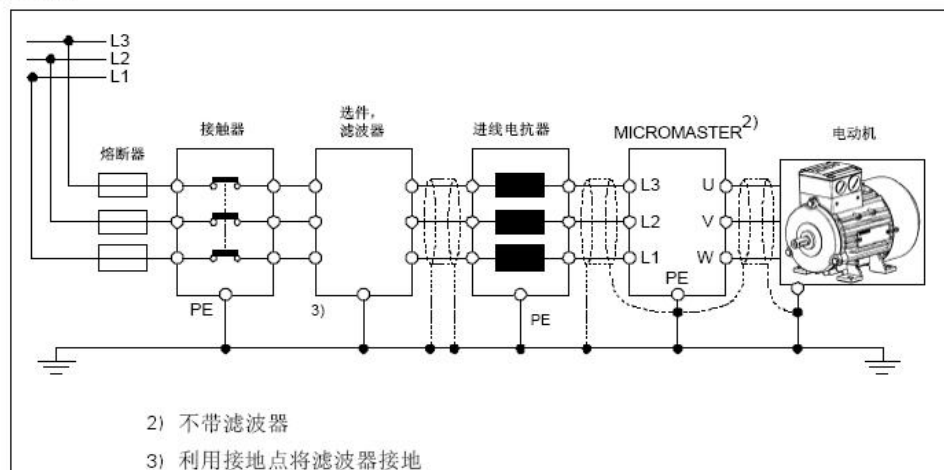 L3
L2
L1
选件,
滤波器
接触器
进线电抗器
MICROMASTER2)
电动机
熔断器
L3
U
L2
V
L1
W
PE
PE
3)
PE
2) 不带滤波器
3) 利用接地点将滤波器接地